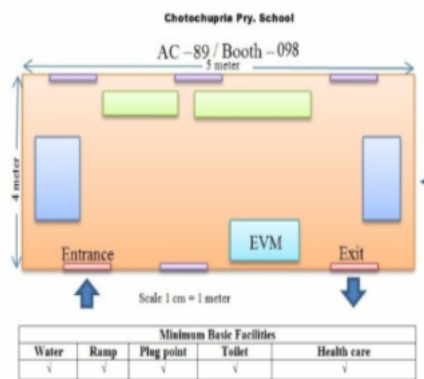 Chotochupria Pry. School
AC –89 / Booth –098
5 meter
4 meter
EVM
Entrance
Exit
Scale 1 cm = 1 meter
Minimum Basic Facilities
Water Ramp Plug point Toilet Health care
√ √ √ √ √